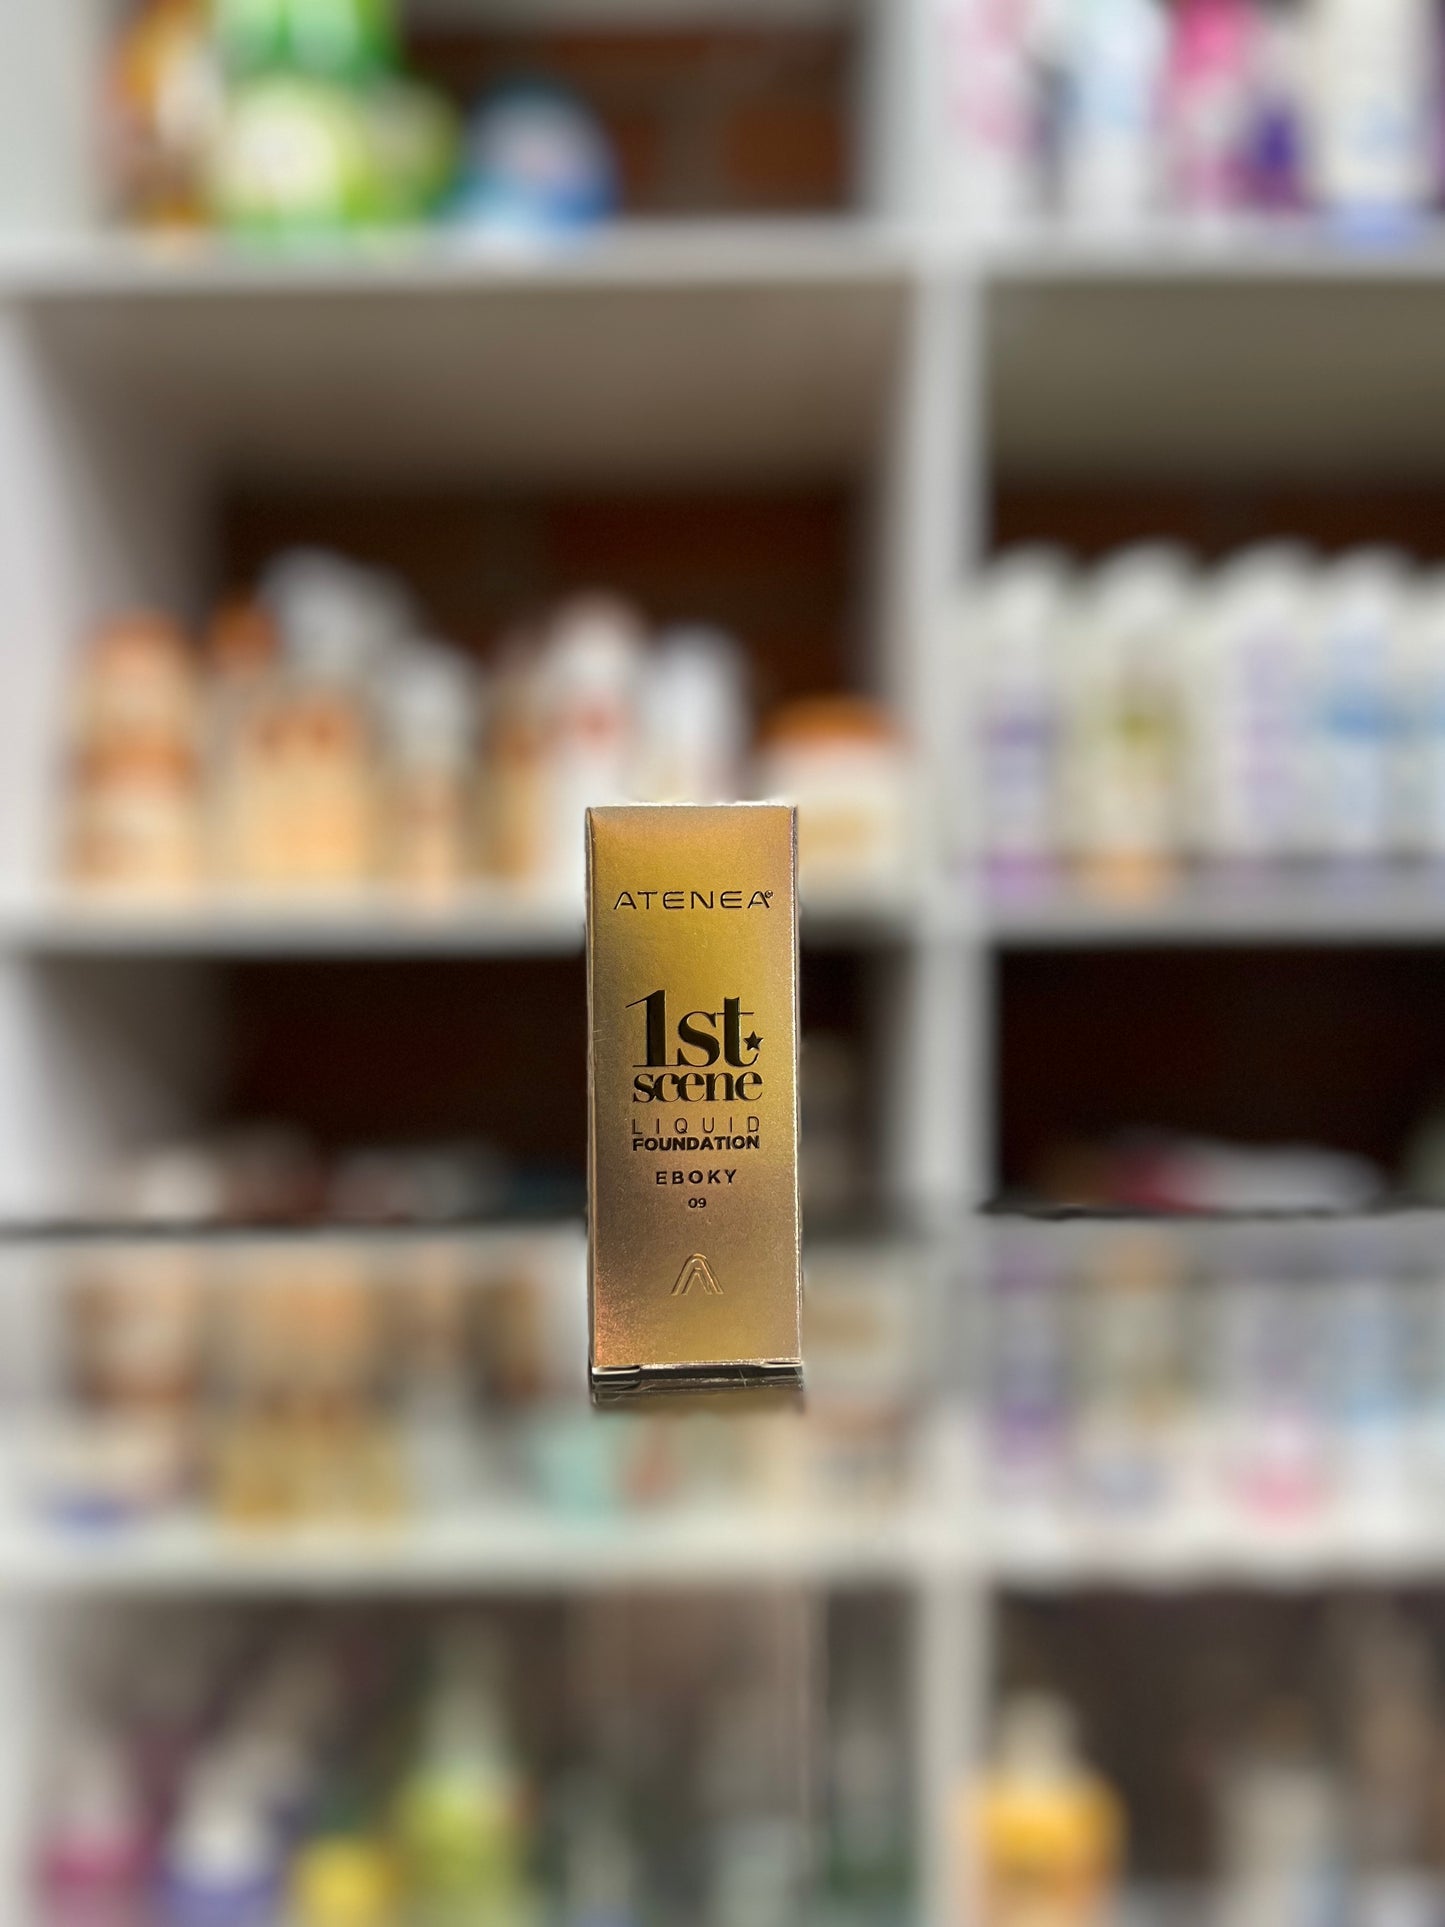 ATENEA
1st
scene
LIQUID
FOUNDATION
EBOKY
09